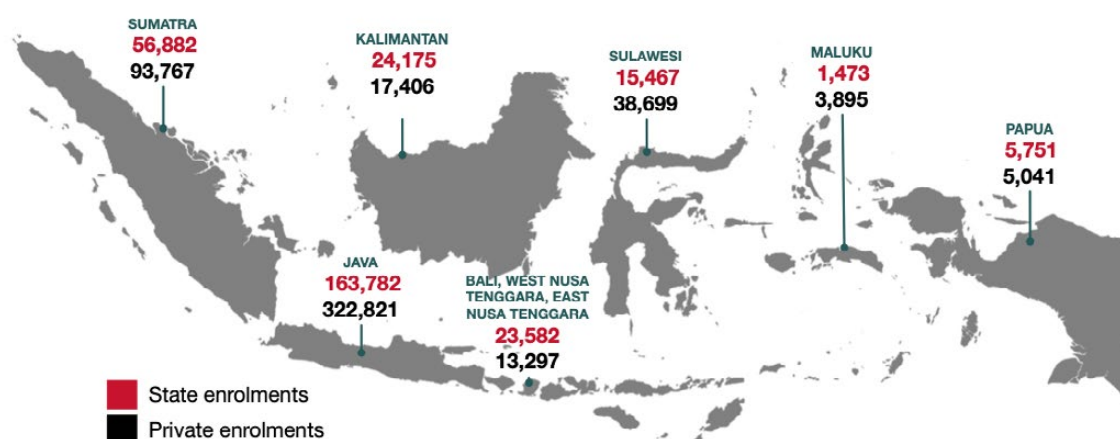 SUMATRA
56,882
93,767
KALIMANTAN
24,175
17,406
SULAWESI
15,467
38,699
MALUKU
1,473
3,895
PAPUA
5,751
5,041
JAVA
163,782
322,821
BALI, WEST NUSA
TENGGARA, EAST
NUSA TENGGARA
23,582
13,297
State enrolments
Private enrolments